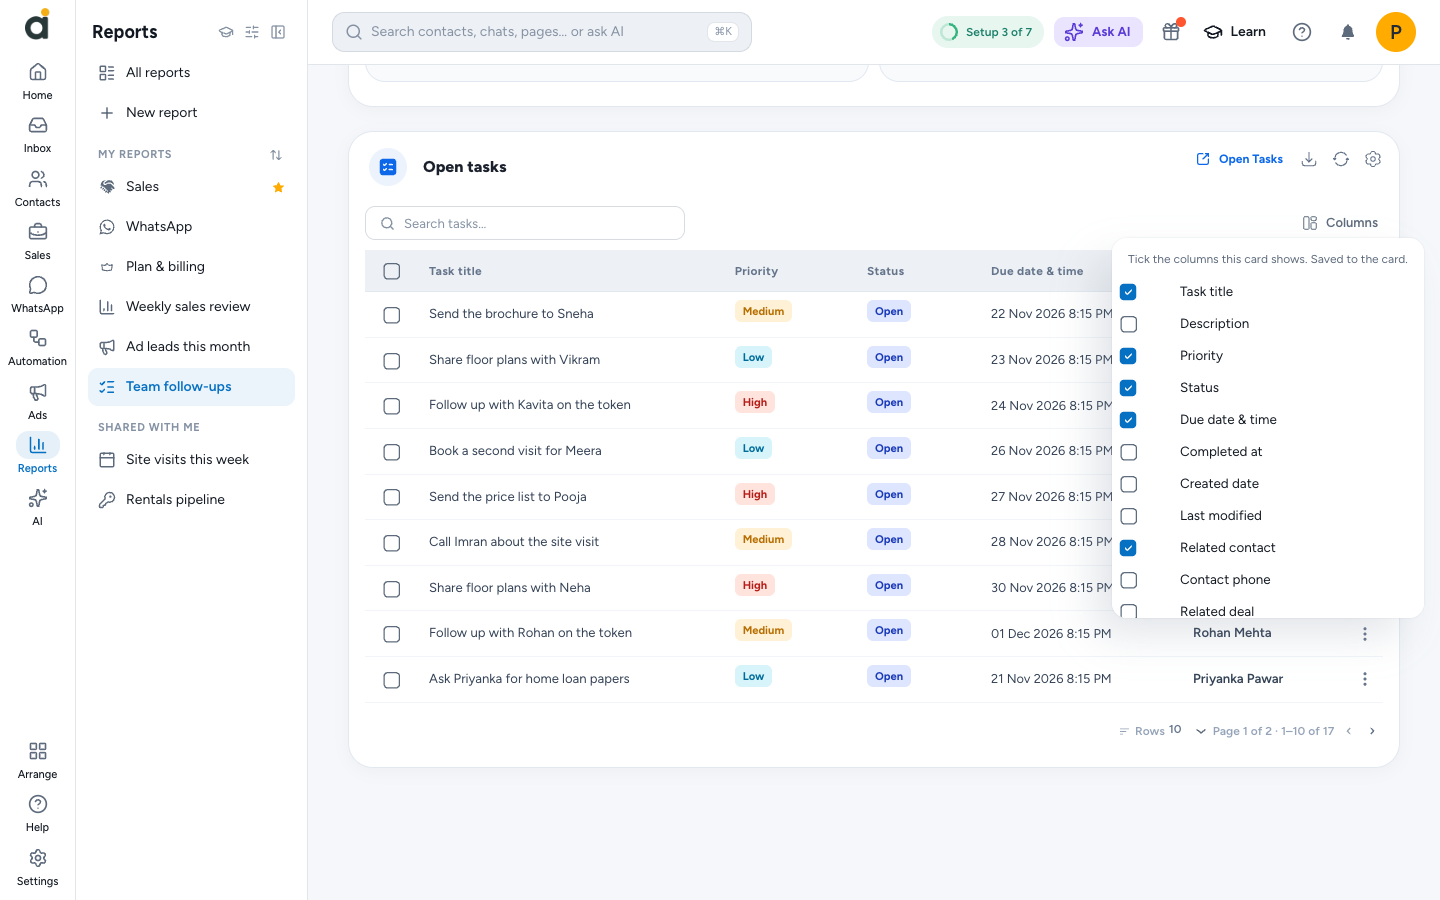 Reports
Search contacts, chats, pages... or ask AI
⌘K
Setup 3 of 7
Ask AI
Learn
P
Home
Inbox
Contacts
Sales
WhatsApp
Automation
Ads
Reports
AI
Arrange
Help
Settings
All reports
New report
MY REPORTS
Sales
WhatsApp
Plan & billing
Weekly sales review
Ad leads this month
Team follow-ups
SHARED WITH ME
Site visits this week
Rentals pipeline
Open tasks
Open Tasks
Search tasks...
Columns
Task title Priority Status Due date & time
Send the brochure to Sneha Medium Open 22 Nov 2026 8:15 PM
Share floor plans with Vikram Low Open 23 Nov 2026 8:15 PM
Follow up with Kavita on the token High Open 24 Nov 2026 8:15 PM
Book a second visit for Meera Low Open 26 Nov 2026 8:15 PM
Send the price list to Pooja High Open 27 Nov 2026 8:15 PM
Call Imran about the site visit Medium Open 28 Nov 2026 8:15 PM
Share floor plans with Neha High Open 30 Nov 2026 8:15 PM
Follow up with Rohan on the token Medium Open 01 Dec 2026 8:15 PM Rohan Mehta
Ask Priyanka for home loan papers Low Open 21 Nov 2026 8:15 PM Priyanka Pawar
Tick the columns this card shows. Saved to the card.
Task title
Description
Priority
Status
Due date & time
Completed at
Created date
Last modified
Related contact
Contact phone
Related deal
Rows 10 Page 1 of 2 · 1–10 of 17